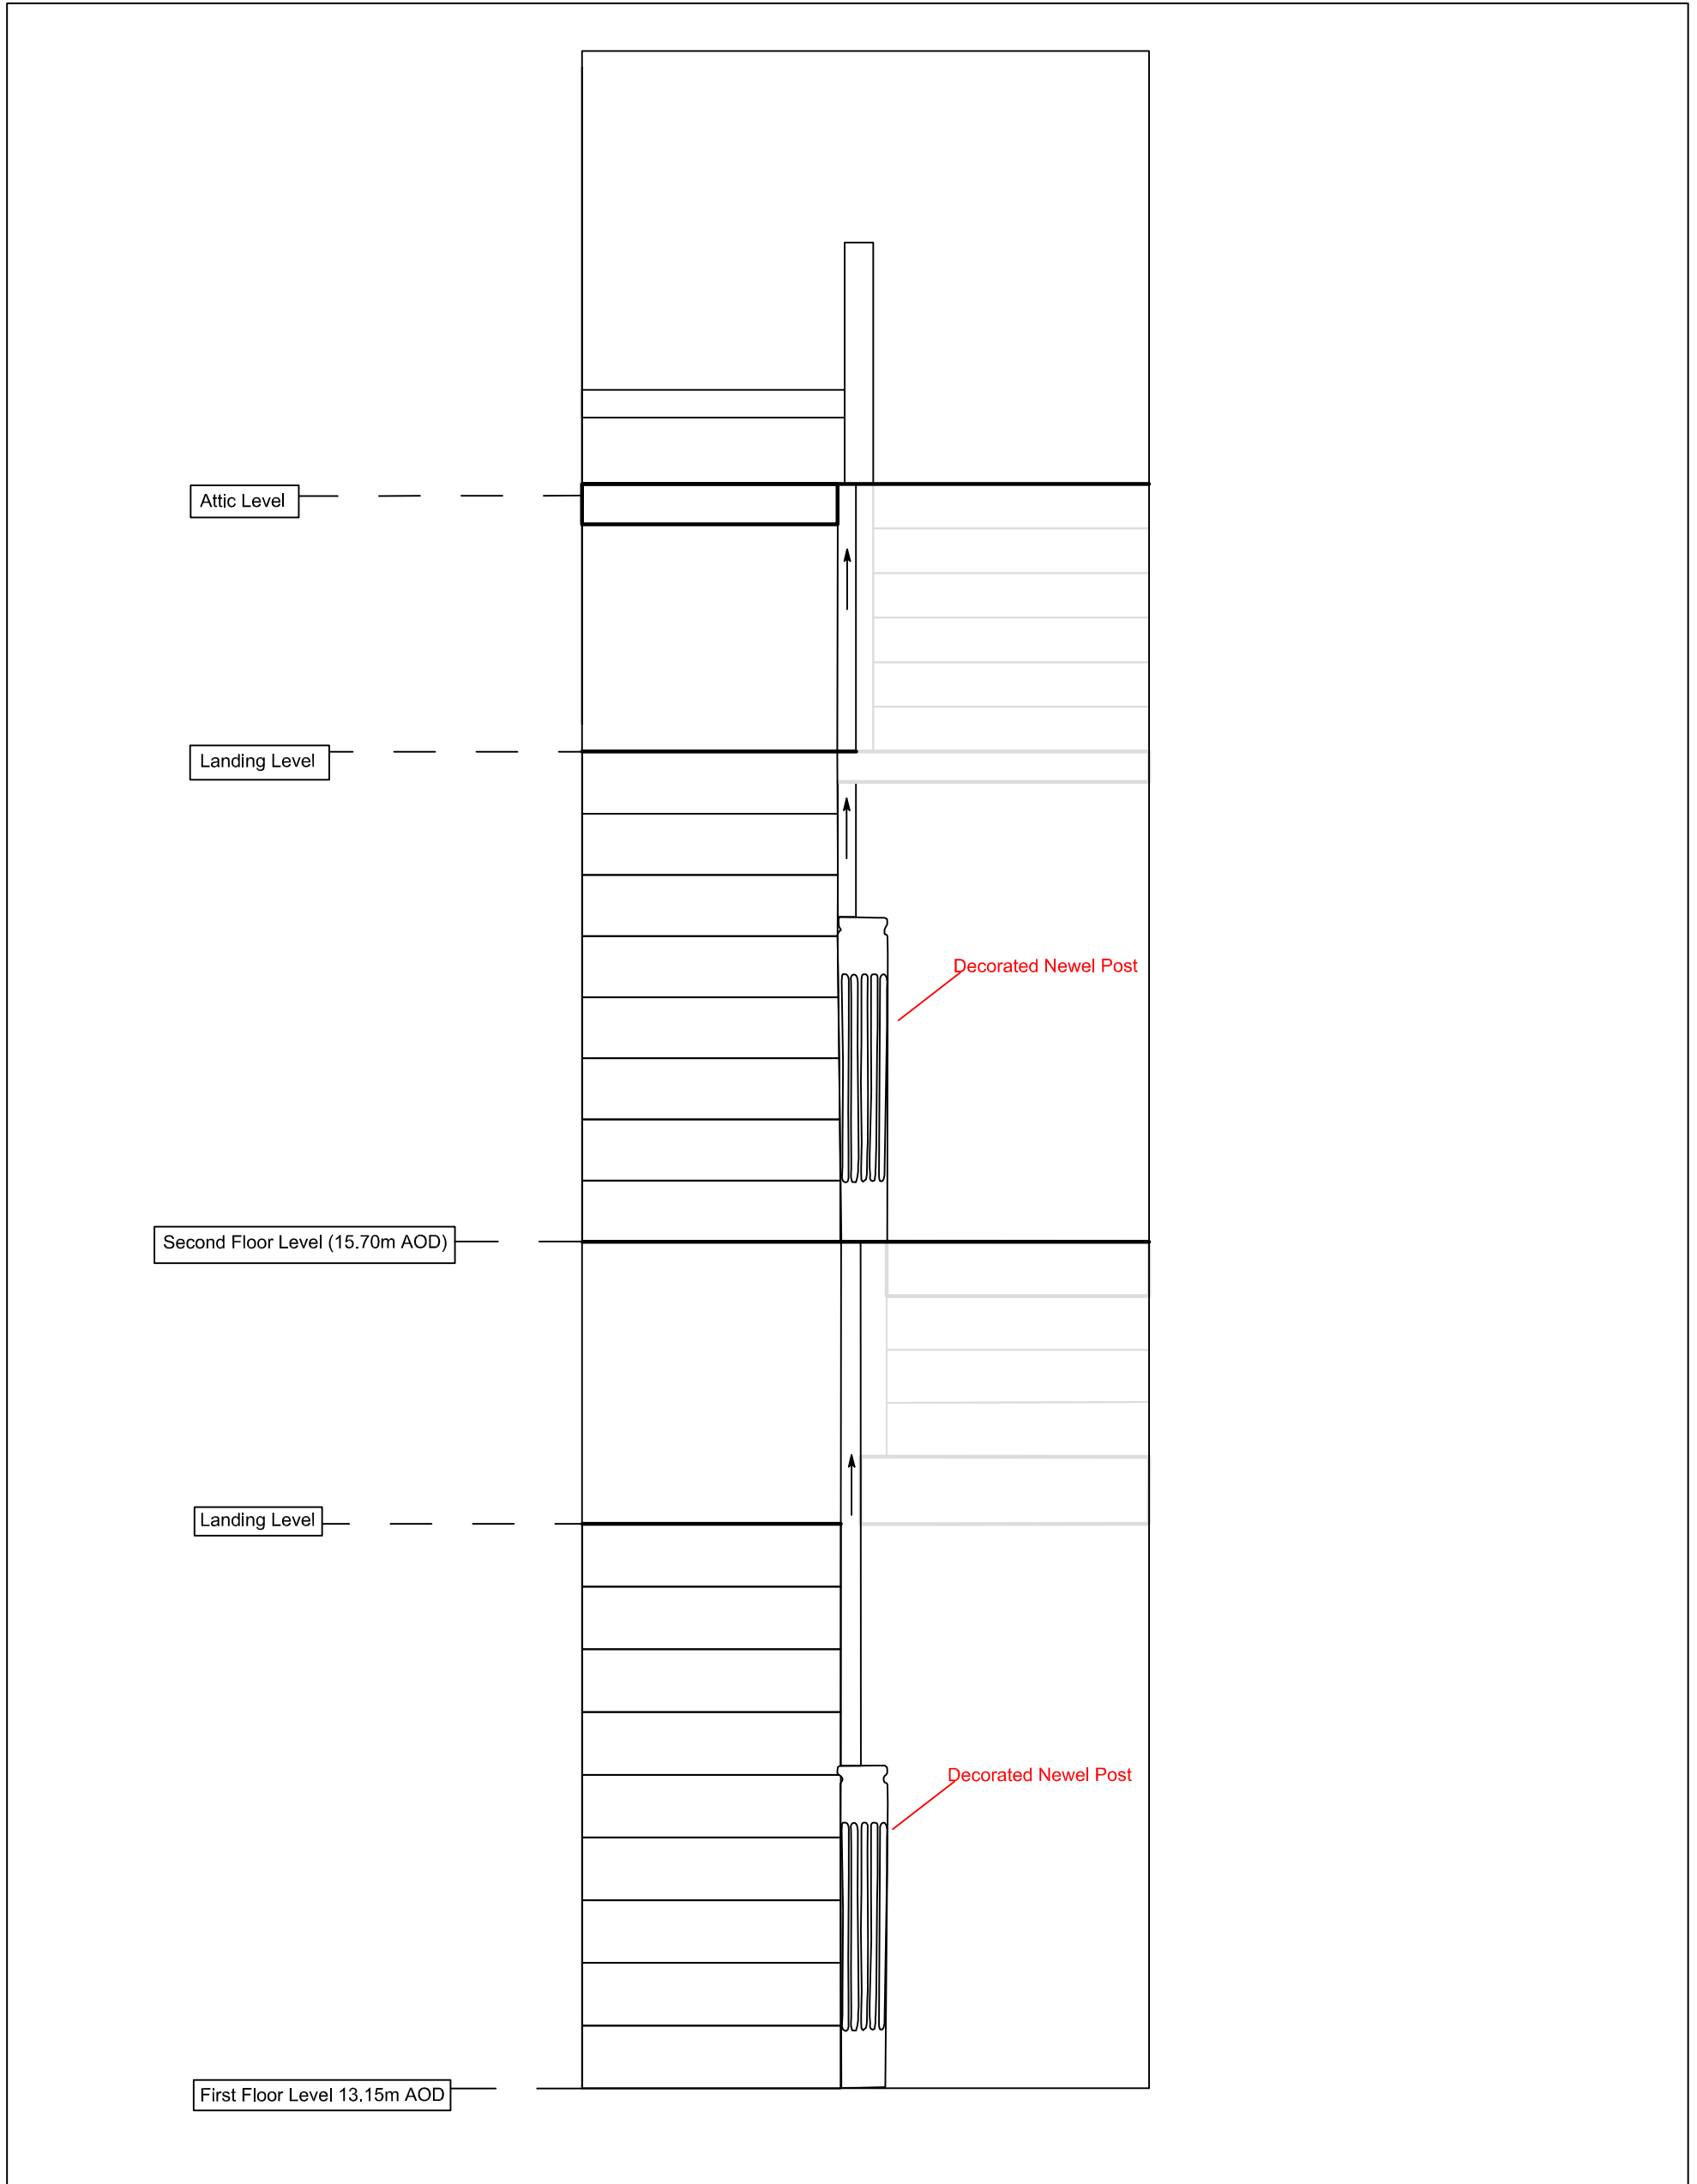 Attic Level
Landing Level
Decorated Newel Post
Second Floor Level (15.70m AOD)
Landing Level
Decorated Newel Post
First Floor Level 13.15m AOD